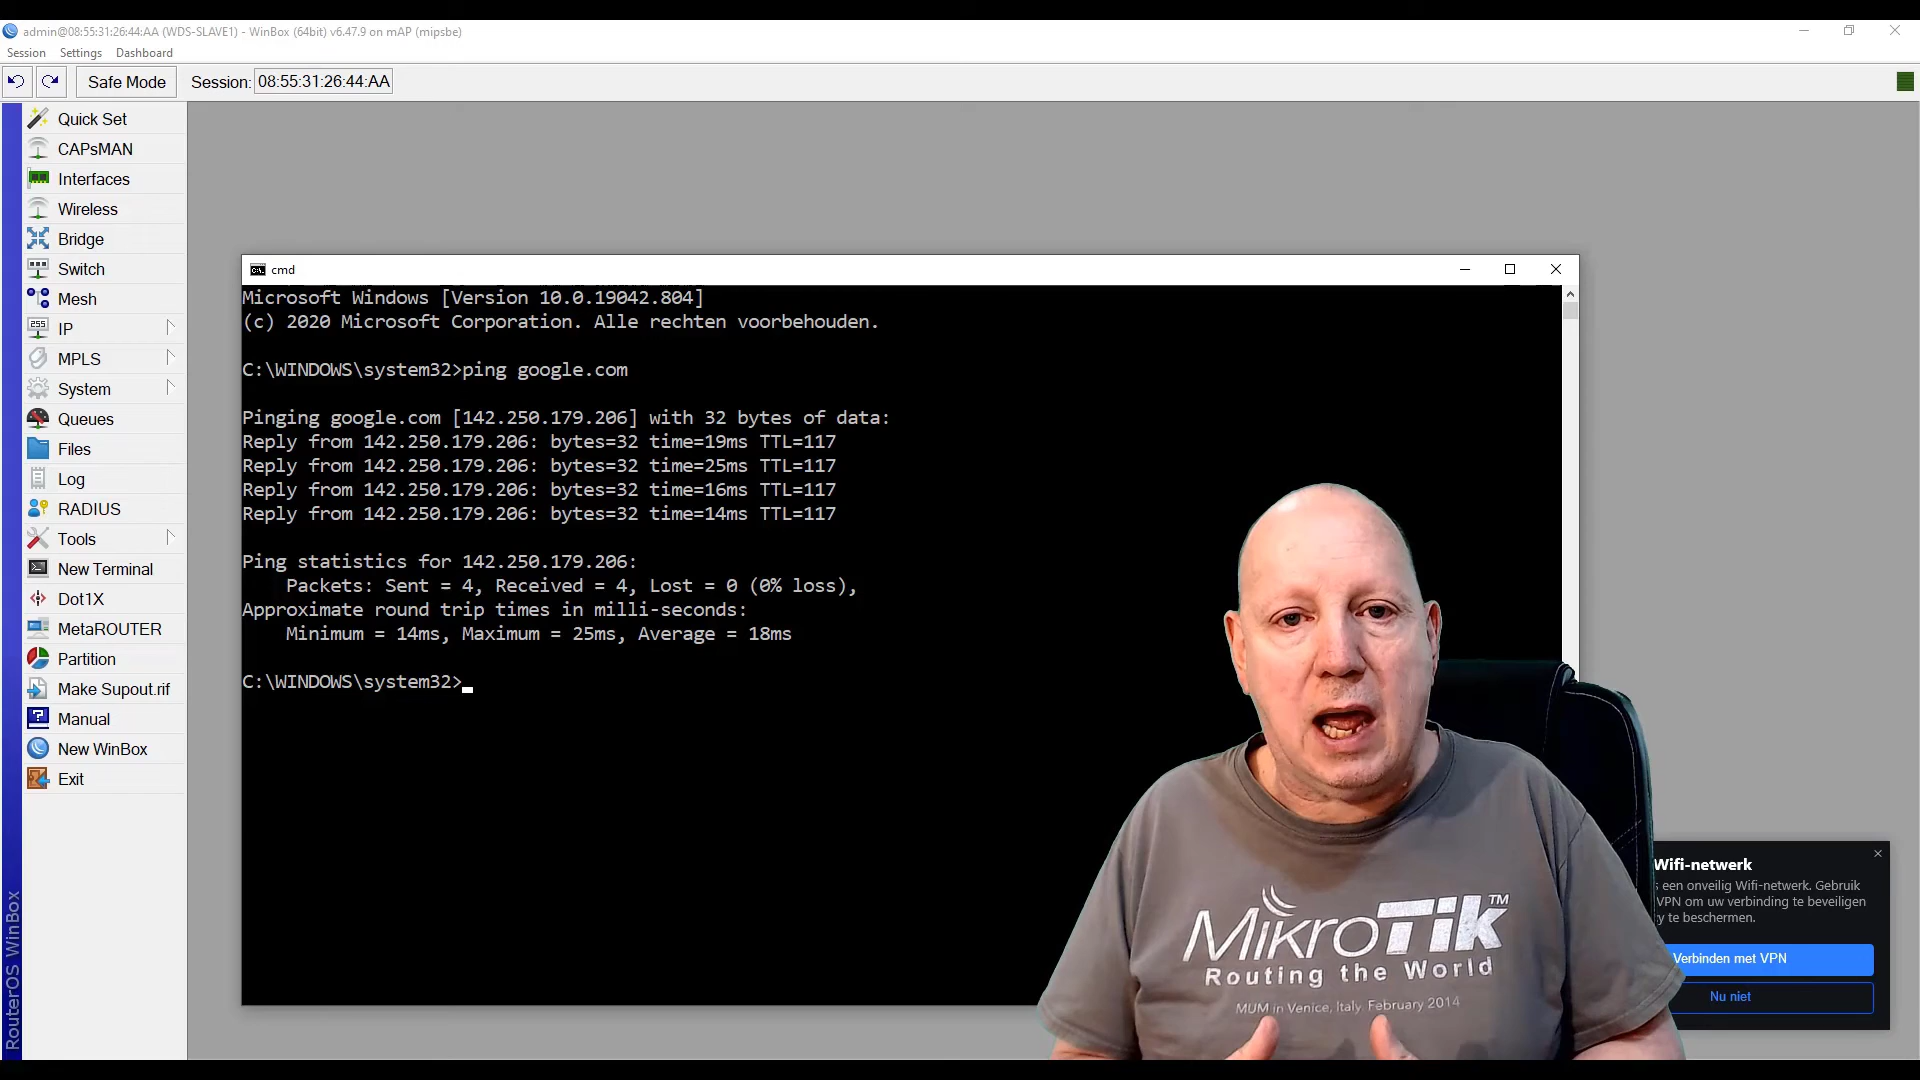 admin@08:55:31:26:44:AA (WDS-SLAVE1) - WinBox (64bit) v6.47.9 on mAP (mipsbe)
Session Settings Dashboard
Safe Mode Session: 08:55:31:26:44:AA
Quick Set
CAPsMAN
Interfaces
Wireless
Bridge
Switch
Mesh
255
IP
MPLS
System
Queues
Files
Log
RADIUS
Tools
New Terminal
Dot1X
MetaROUTER
Partition
Make Supout.rif
Manual
New WinBox
Exit
RouterOS WinBox
cmd
Microsoft Windows [Version 10.0.19042.804]
(c) 2020 Microsoft Corporation. Alle rechten voorbehouden.
C:\WINDOWS\system32>ping google.com
Pinging google.com [142.250.179.206] with 32 bytes of data:
Reply from 142.250.179.206: bytes=32 time=19ms TTL=117
Reply from 142.250.179.206: bytes=32 time=25ms TTL=117
Reply from 142.250.179.206: bytes=32 time=16ms TTL=117
Reply from 142.250.179.206: bytes=32 time=14ms TTL=117
Ping statistics for 142.250.179.206:
Packets: Sent = 4, Received = 4, Lost = 0 (0% loss),
Approximate round trip times in milli-seconds:
Minimum = 14ms, Maximum = 25ms, Average = 18ms
C:\WINDOWS\system32>
MikroTik™
Routing the World
MUM in Venice, Italy February 2014
Wifi-netwerk
s een onveilig Wifi-netwerk. Gebruik
VPN om uw verbinding te beveiligen
y te beschermen.
Verbinden met VPN
Nu niet